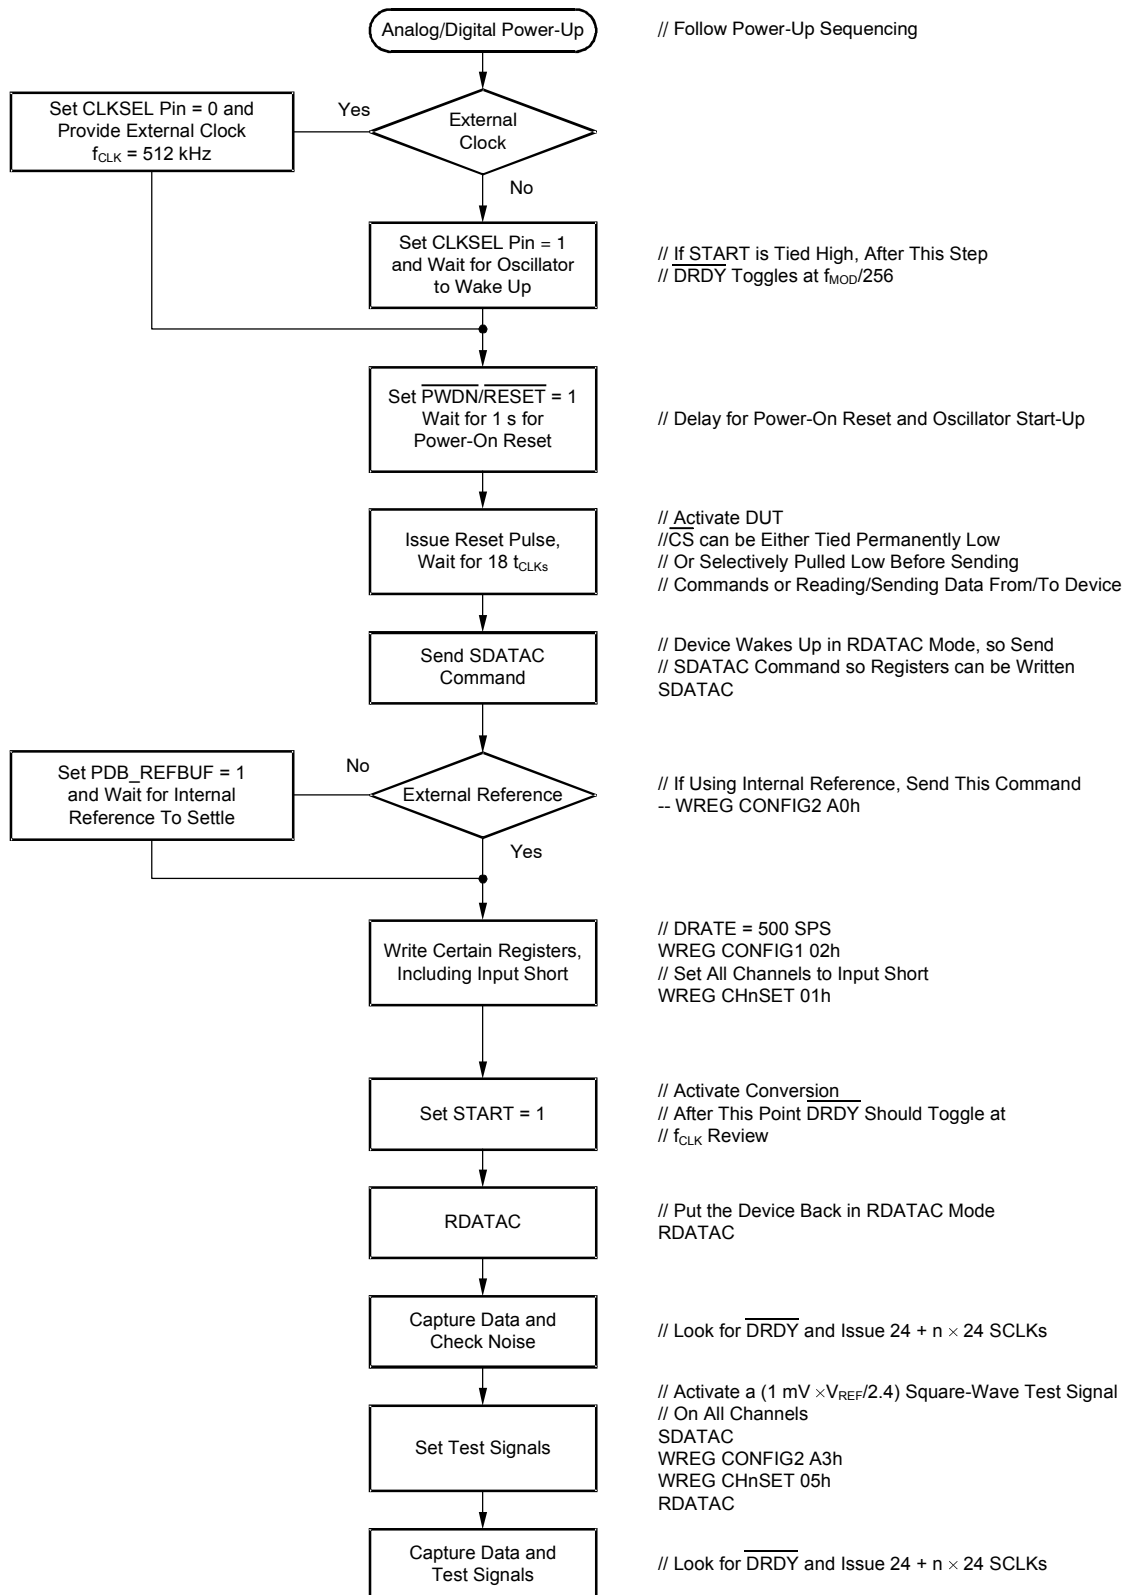 Analog/Digital Power-Up
// Follow Power-Up Sequencing
Set CLKSEL Pin = 0 and
Provide External Clock
fCLK = 512 kHz
Yes
External
Clock
No
Set CLKSEL Pin = 1
and Wait for Oscillator
to Wake Up
// If START is Tied High, After This Step
// DRDY Toggles at fMOD/256
Set PWDN/RESET = 1
Wait for 1 s for
Power-On Reset
// Delay for Power-On Reset and Oscillator Start-Up
Issue Reset Pulse,
Wait for 18 tCLKs
// Activate DUT
//CS can be Either Tied Permanently Low
// Or Selectively Pulled Low Before Sending
// Commands or Reading/Sending Data From/To Device
Send SDATAC
Command
// Device Wakes Up in RDATAC Mode, so Send
// SDATAC Command so Registers can be Written
SDATAC
Set PDB_REFBUF = 1
and Wait for Internal
Reference To Settle
No
External Reference
Yes
// If Using Internal Reference, Send This Command
-- WREG CONFIG2 A0h
Write Certain Registers,
Including Input Short
// DRATE = 500 SPS
WREG CONFIG1 02h
// Set All Channels to Input Short
WREG CHnSET 01h
Set START = 1
// Activate Conversion
// After This Point DRDY Should Toggle at
// fCLK Review
RDATAC
// Put the Device Back in RDATAC Mode
RDATAC
Capture Data and
Check Noise
// Look for DRDY and Issue 24 + n × 24 SCLKs
Set Test Signals
// Activate a (1 mV ×VREF/2.4) Square-Wave Test Signal
// On All Channels
SDATAC
WREG CONFIG2 A3h
WREG CHnSET 05h
RDATAC
Capture Data and
Test Signals
// Look for DRDY and Issue 24 + n × 24 SCLKs